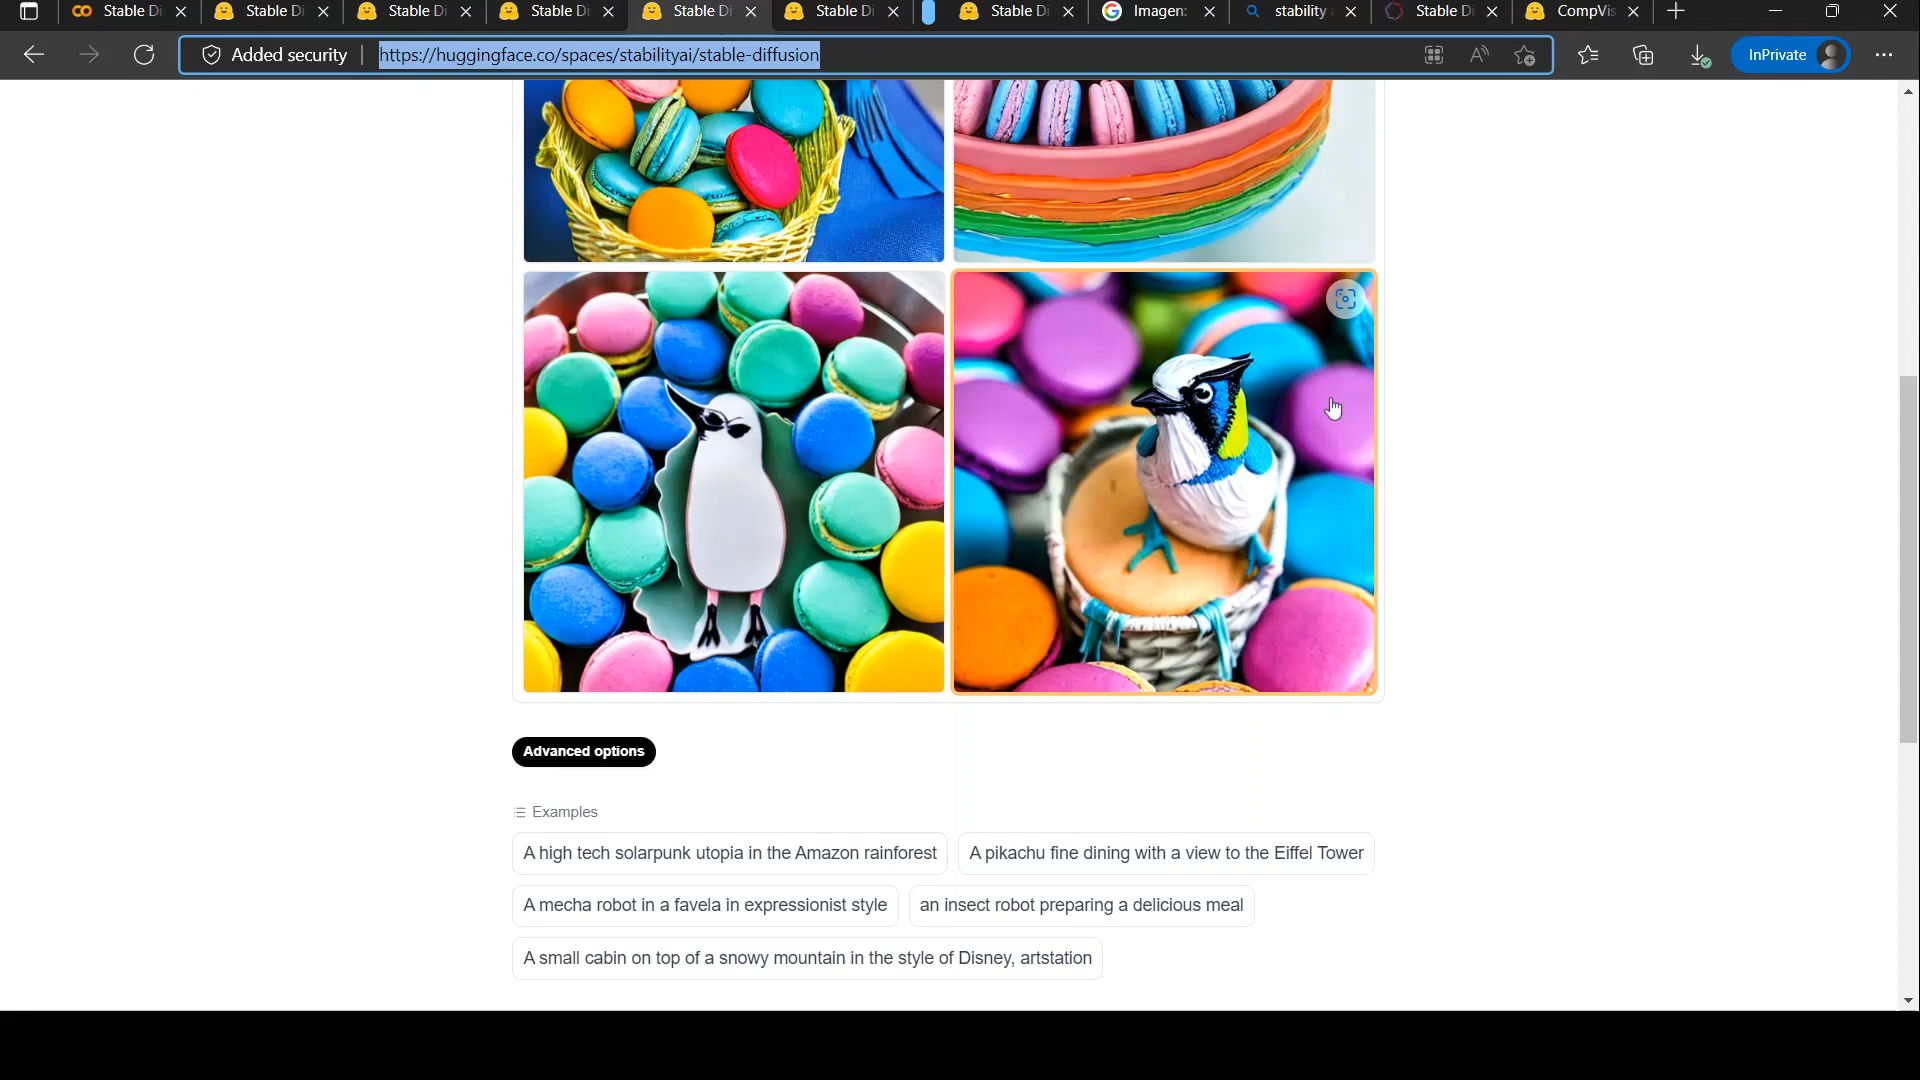 Stable Di Stable Di Stable Di Stable Di Stable Di Stable Di Stable Di Imagen: stability Stable Di CompVis
Added security https://huggingface.co/spaces/stabilityai/stable-diffusion InPrivate
Advanced options
Examples
A high tech solarpunk utopia in the Amazon rainforest A pikachu fine dining with a view to the Eiffel Tower
A mecha robot in a favela in expressionist style an insect robot preparing a delicious meal
A small cabin on top of a snowy mountain in the style of Disney, artstation